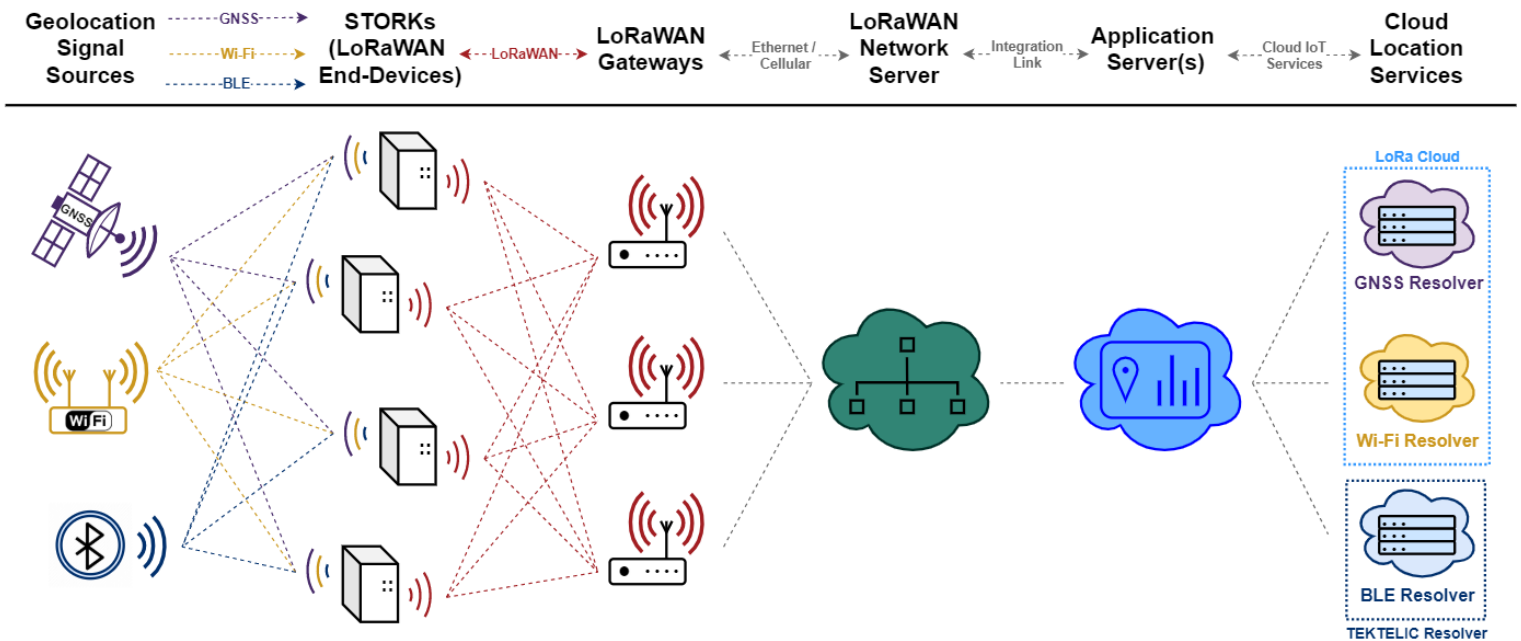 Geolocation
Signal
Sources
GNSS
Wi-Fi
BLE
STORKs
(LoRaWAN
End-Devices)
LoRaWAN
LoRaWAN
Gateways
Ethernet /
Cellular
LoRaWAN
Network
Server
Integration
Link
Application
Server(s)
Cloud IoT
Services
Cloud
Location
Services
GNSS
WiFi
LoRa Cloud
GNSS Resolver
Wi-Fi Resolver
BLE Resolver
TEKTELIC Resolver